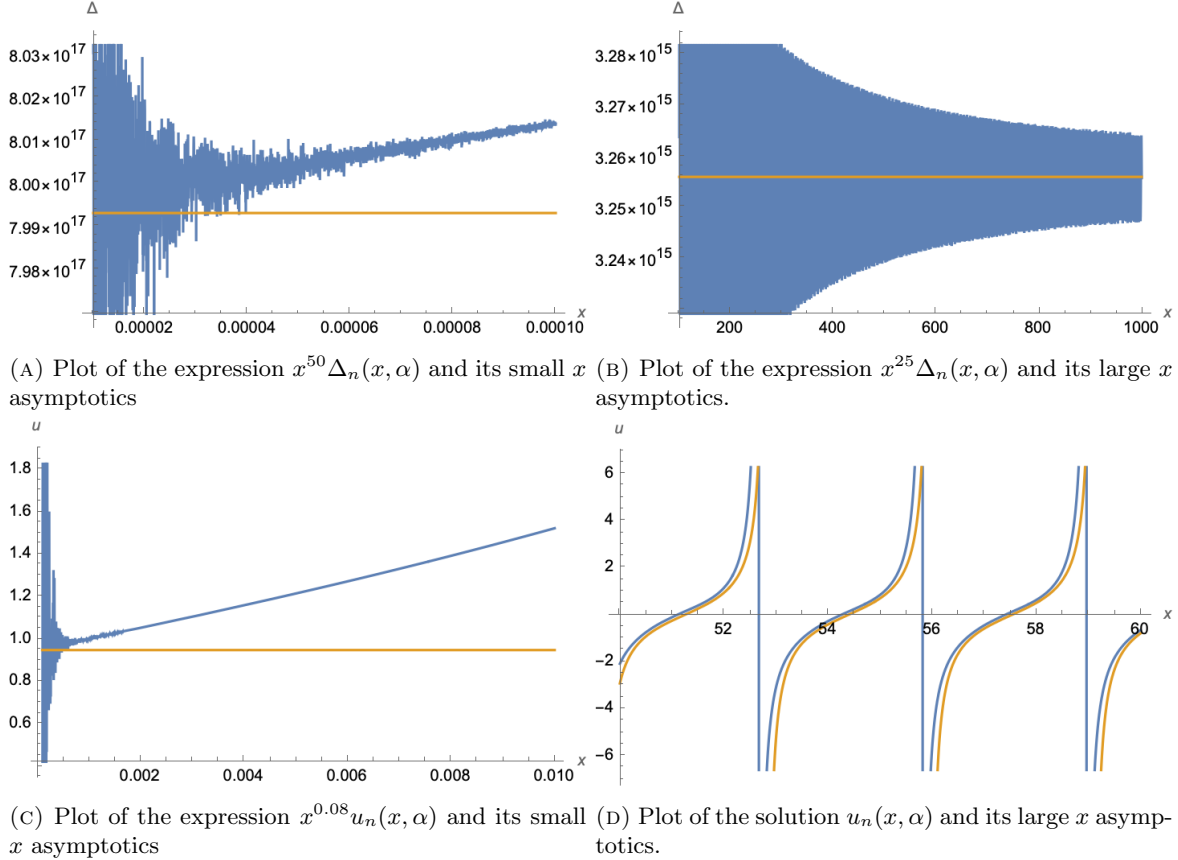 Δ
8.03×10^17
8.02×10^17
8.01×10^17
8.00×10^17
7.99×10^17
7.98×10^17
0.00002 0.00004 0.00006 0.00008 0.00010
x
(A) Plot of the expression x^50Δ_n(x, α) and its small x
asymptotics
Δ
3.28×10^15
3.27×10^15
3.26×10^15
3.25×10^15
3.24×10^15
200 400 600 800 1000
x
(B) Plot of the expression x^25Δ_n(x, α) and its large x
asymptotics.
u
1.8
1.6
1.4
1.2
1.0
0.8
0.6
0.002 0.004 0.006 0.008 0.010
x
(C) Plot of the expression x^0.08u_n(x, α) and its small
x asymptotics
u
6
4
2
−2
−4
−6
52 54 56 58 60
x
(D) Plot of the solution u_n(x, α) and its large x asymp-
totics.